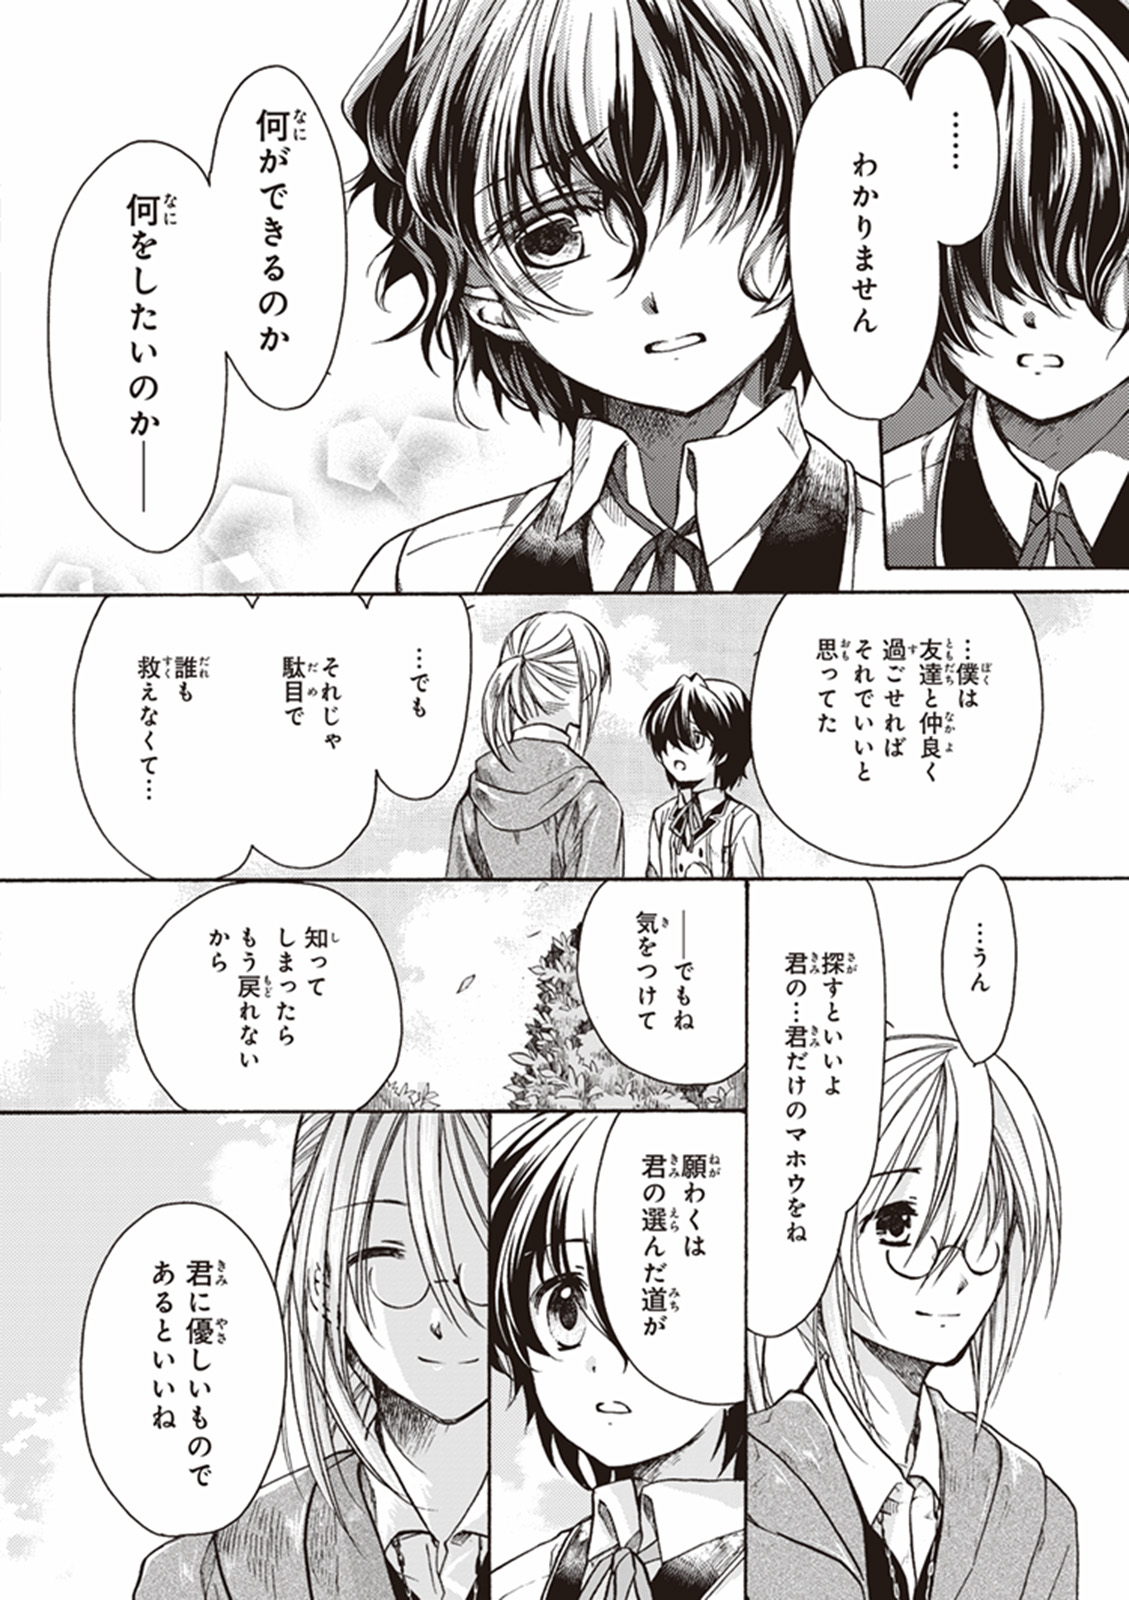 ……
わかりません
何ができるのか
何をしたいのか──
…僕は
友達と仲良く
過ごせれば
それでいいと
思ってた
…でも
それじゃ
駄目で
誰も
救えなくて…
…うん
探すといいよ
君の…君だけのマホウをね
──でもね
気をつけて
知って
しまったら
もう戻れない
から
願わくは
君の選んだ道が
君に優しいもので
あるといいね